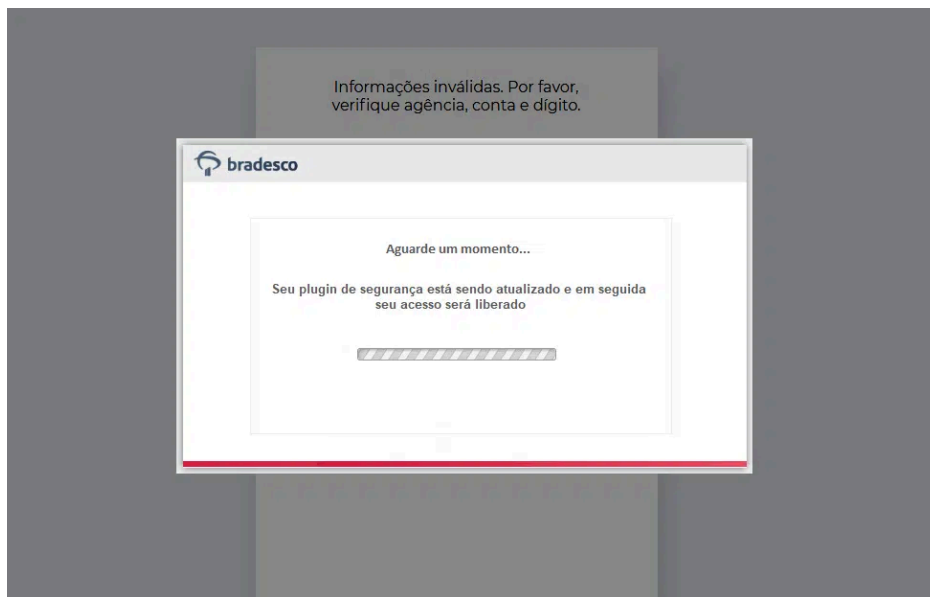 Informações inválidas. Por favor,
verifique agência, conta e dígito.
bradesco
Aguarde um momento...
Seu plugin de segurança está sendo atualizado e em seguida
seu acesso será liberado